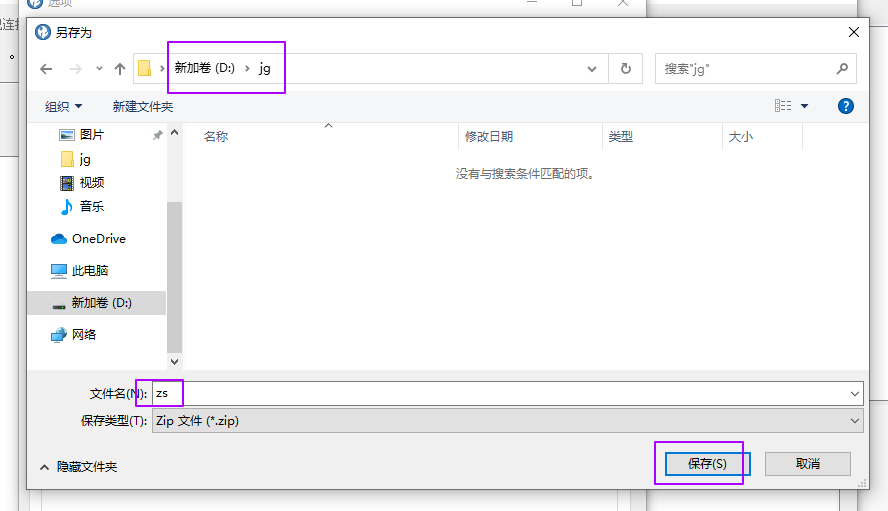 选项
已连接
另存为
新加卷 (D:) › jg
搜索"jg"
组织
新建文件夹
图片
jg
视频
音乐
OneDrive
此电脑
新加卷 (D:)
网络
名称
修改日期
类型
大小
没有与搜索条件匹配的项。
文件名(N):
zs
保存类型(T):
Zip 文件 (*.zip)
隐藏文件夹
保存(S)
取消